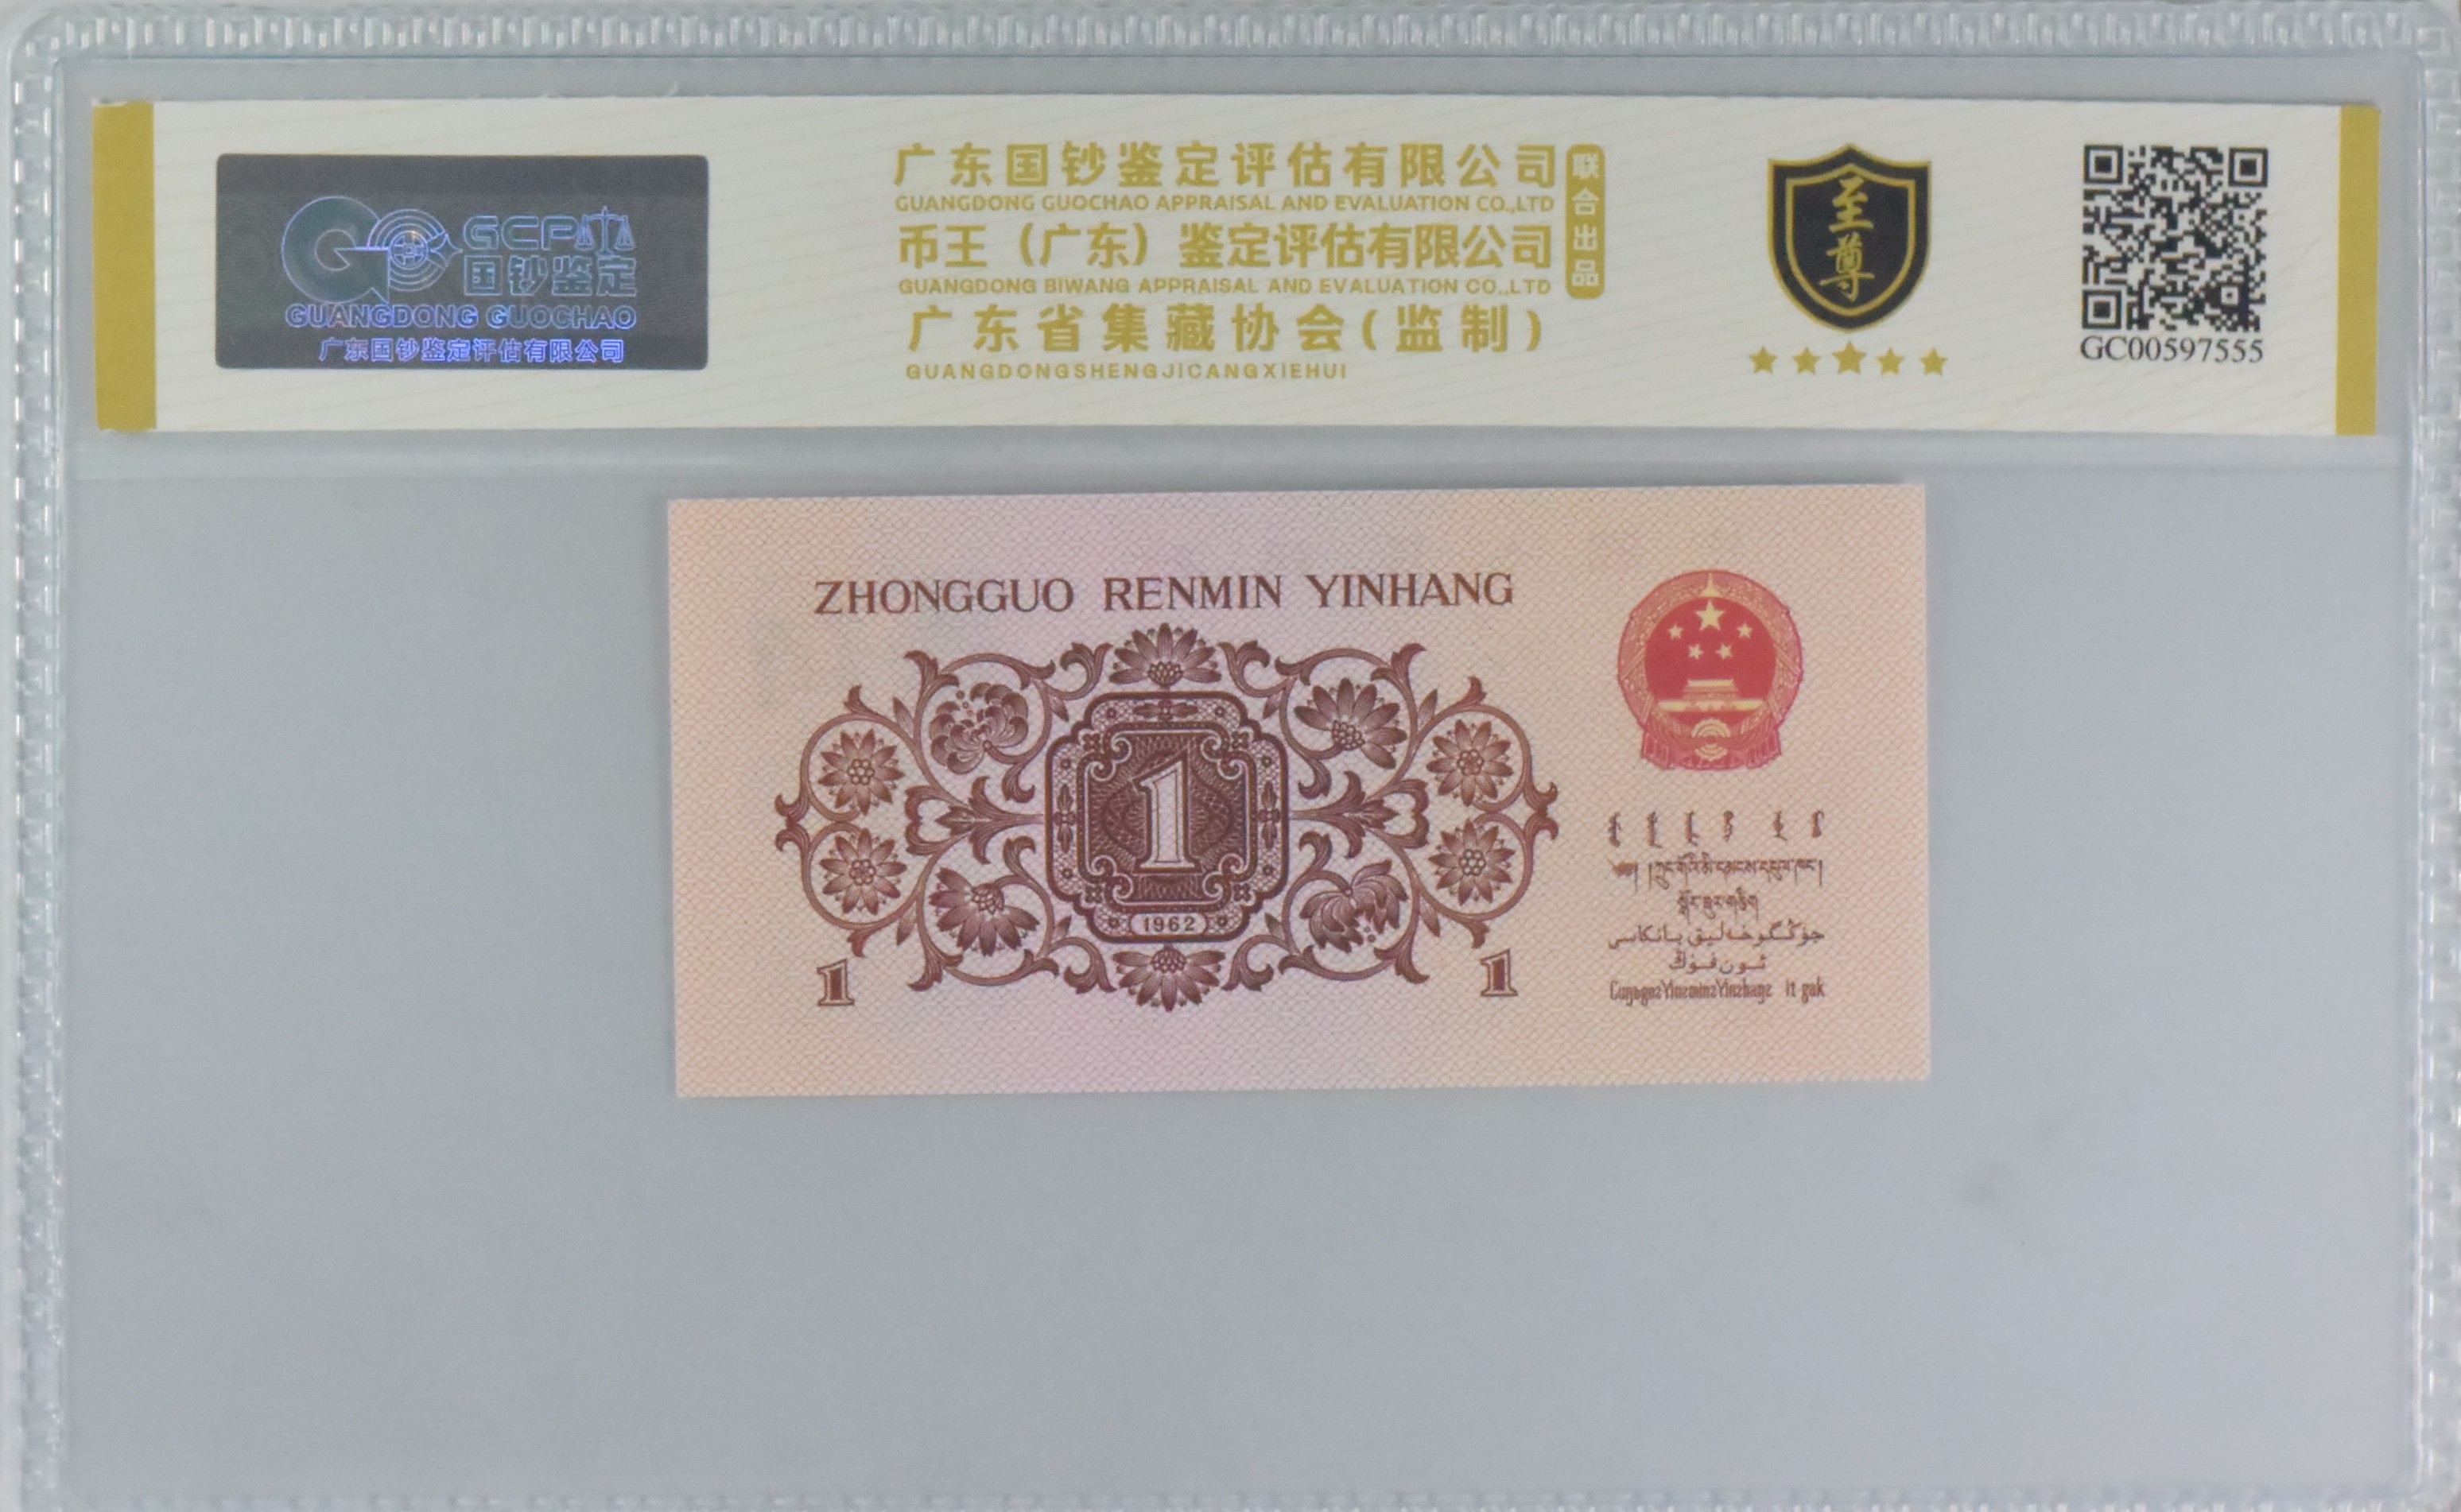 GCP
国钞鉴定
GUANGDONG GUOCHAO
广东国钞鉴定评估有限公司
广东国钞鉴定评估有限公司
GUANGDONG GUOCHAO APPRAISAL AND EVALUATION CO.,LTD
币王（广东）鉴定评估有限公司
GUANGDONG BIWANG APPRAISAL AND EVALUATION CO.,LTD
广东省集藏协会(监制)
GUANGDONGSHENGJICANGXIEHUI
联合出品
至尊
GC00597555
ZHONGGUO RENMIN YINHANG
1
1962
1
1
جۇڭگو خەلىق بانكاسى